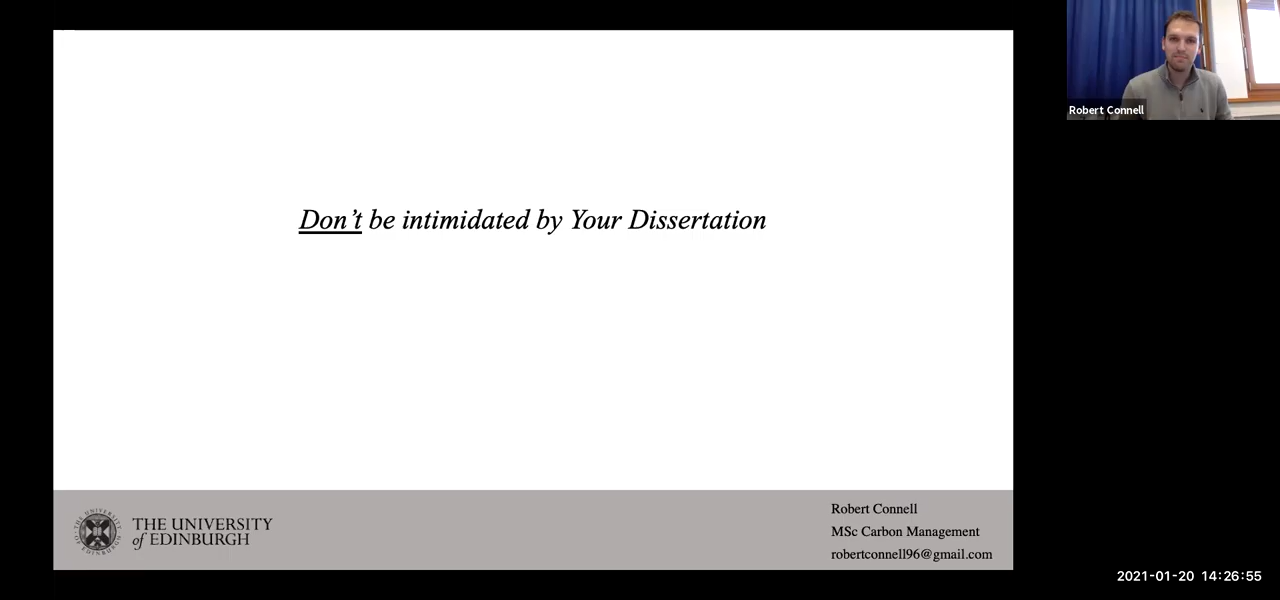 Don't be intimidated by Your Dissertation
Robert Connell
THE UNIVERSITY
of EDINBURGH
Robert Connell
MSc Carbon Management
robertconnell96@gmail.com
2021-01-20 14:26:55